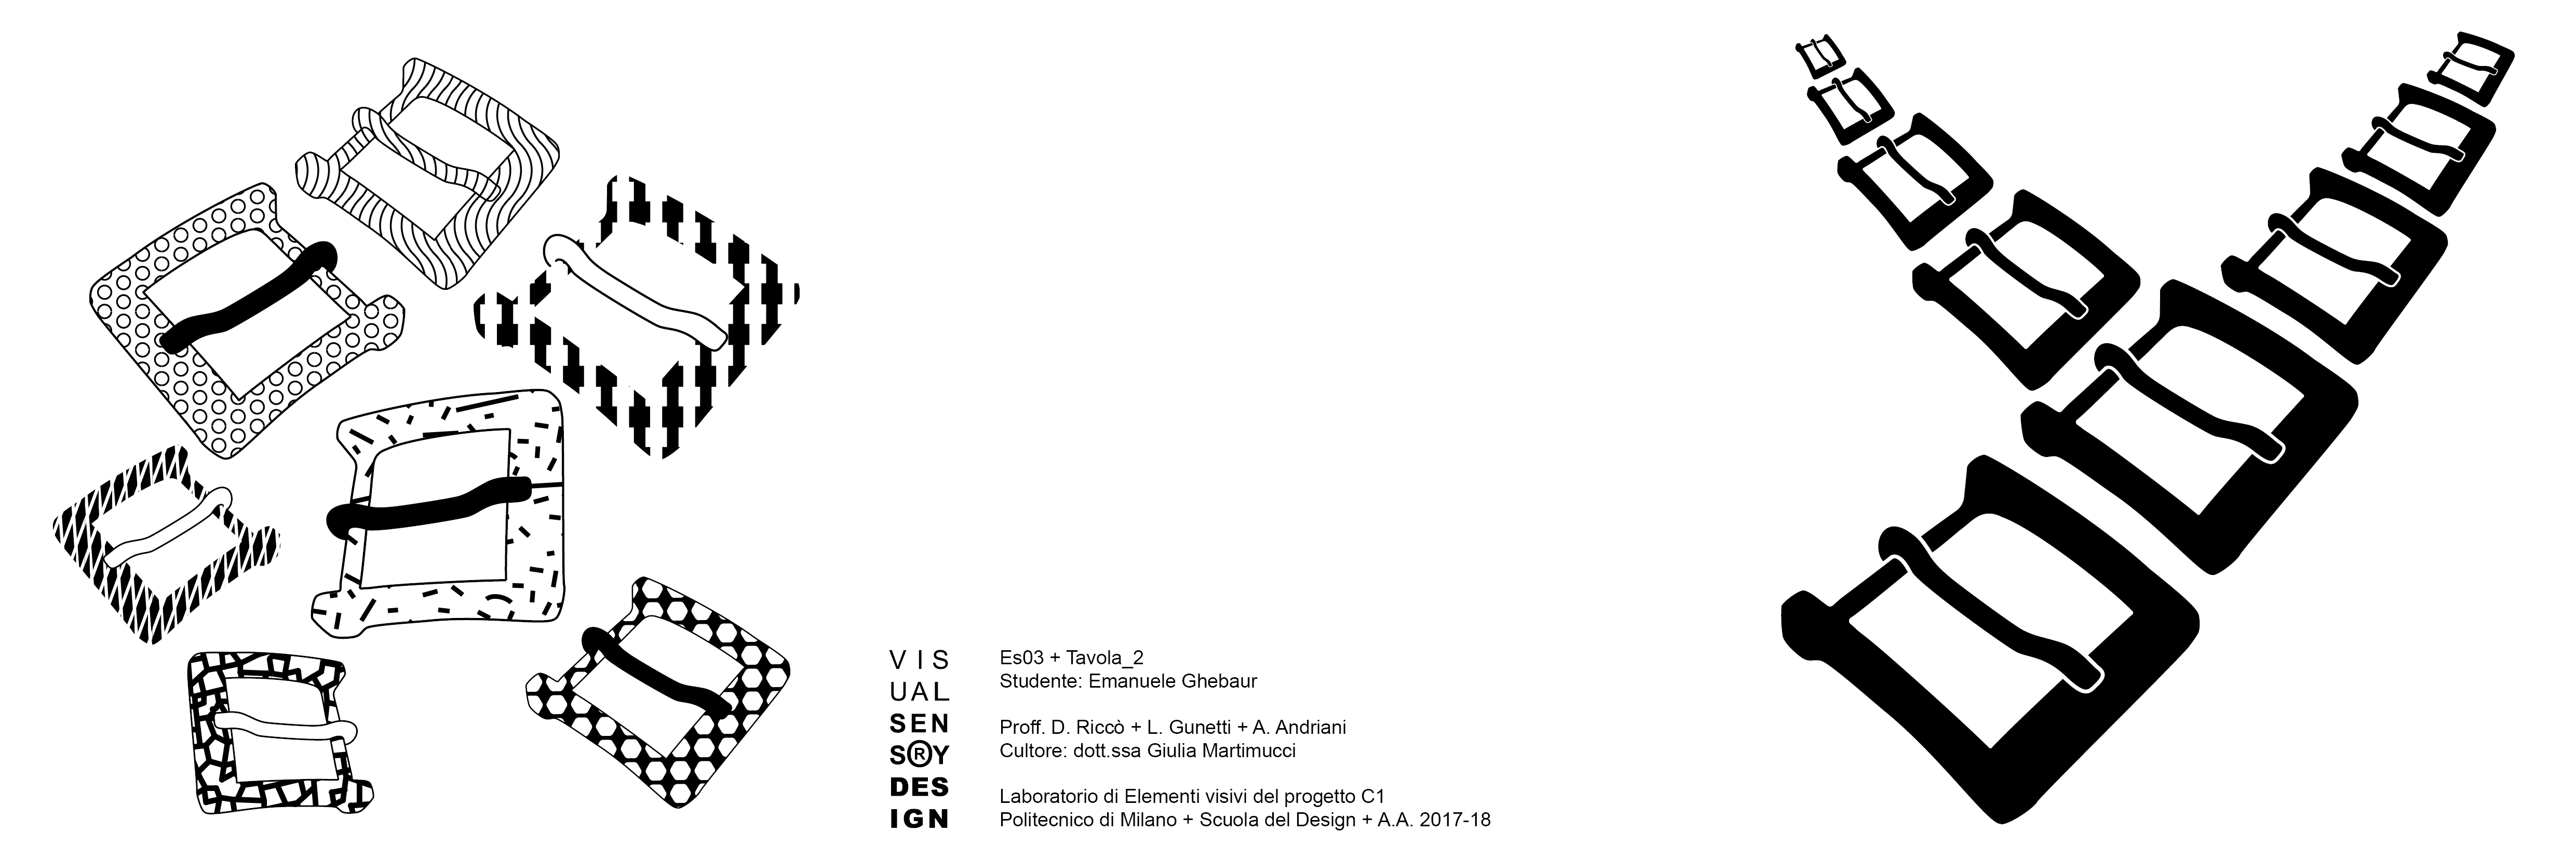 VIS
UAL
SEN
S®Y
DES
IGN
Es03 + Tavola_2
Studente: Emanuele Ghebaur
Proff. D. Riccò + L. Gunetti + A. Andriani
Cultore: dott.ssa Giulia Martimucci
Laboratorio di Elementi visivi del progetto C1
Politecnico di Milano + Scuola del Design + A.A. 2017-18